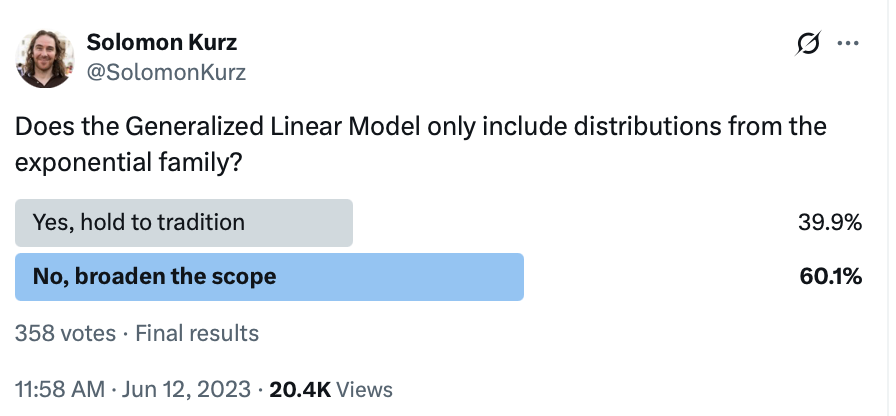 Solomon Kurz
@SolomonKurz
Does the Generalized Linear Model only include distributions from the
exponential family?
Yes, hold to tradition 39.9%
No, broaden the scope 60.1%
358 votes · Final results
11:58 AM · Jun 12, 2023 · 20.4K Views